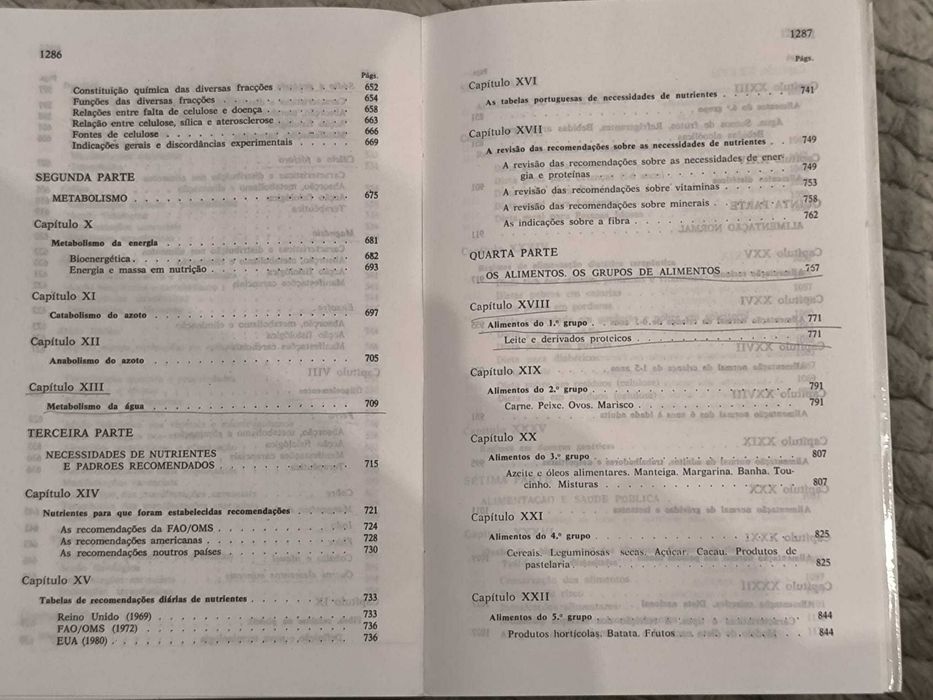 1286
Págs.
Constituição química das diversas fracções 652
Funções das diversas fracções 654
Relações entre falta de celulose e doença 658
Relação entre celulose, sílica e aterosclerose 663
Fontes de celulose 666
Indicações gerais e discordâncias experimentais 669
SEGUNDA PARTE
METABOLISMO 675
Capítulo X
Metabolismo da energia 681
Bioenergética 682
Energia e massa em nutrição 693
Capítulo XI
Catabolismo do azoto 697
Capítulo XII
Anabolismo do azoto 705
Capítulo XIII
Metabolismo da água 709
TERCEIRA PARTE
NECESSIDADES DE NUTRIENTES
E PADRÕES RECOMENDADOS 715
Capítulo XIV
Nutrientes para que foram estabelecidas recomendações 721
As recomendações da FAO/OMS 724
As recomendações americanas 728
As recomendações noutros países 730
Capítulo XV
Tabelas de recomendações diárias de nutrientes 733
Reino Unido (1969) 733
FAO/OMS (1972) 736
EUA (1980) 736
1287
Págs.
Capítulo XVI
As tabelas portuguesas de necessidades de nutrientes 741
Capítulo XVII
A revisão das recomendações sobre as necessidades de nutrientes 749
A revisão das recomendações sobre as necessidades de ener-
gia e proteínas 749
A revisão das recomendações sobre vitaminas 753
A revisão das recomendações sobre minerais 758
As indicações sobre a fibra 762
QUARTA PARTE
OS ALIMENTOS. OS GRUPOS DE ALIMENTOS 767
Capítulo XVIII
Alimentos do 1.º grupo 771
Leite e derivados proteicos 771
Capítulo XIX
Alimentos do 2.º grupo 791
Carne. Peixe. Ovos. Marisco 791
Capítulo XX
Alimentos do 3.º grupo 807
Azeite e óleos alimentares. Manteiga. Margarina. Banha. Tou-
cinho. Misturas 807
Capítulo XXI
Alimentos do 4.º grupo 825
Cereais. Leguminosas secas. Açúcar. Cacau. Produtos de
pastelaria 825
Capítulo XXII
Alimentos do 5.º grupo 844
Produtos hortícolas. Batata. Frutos 844